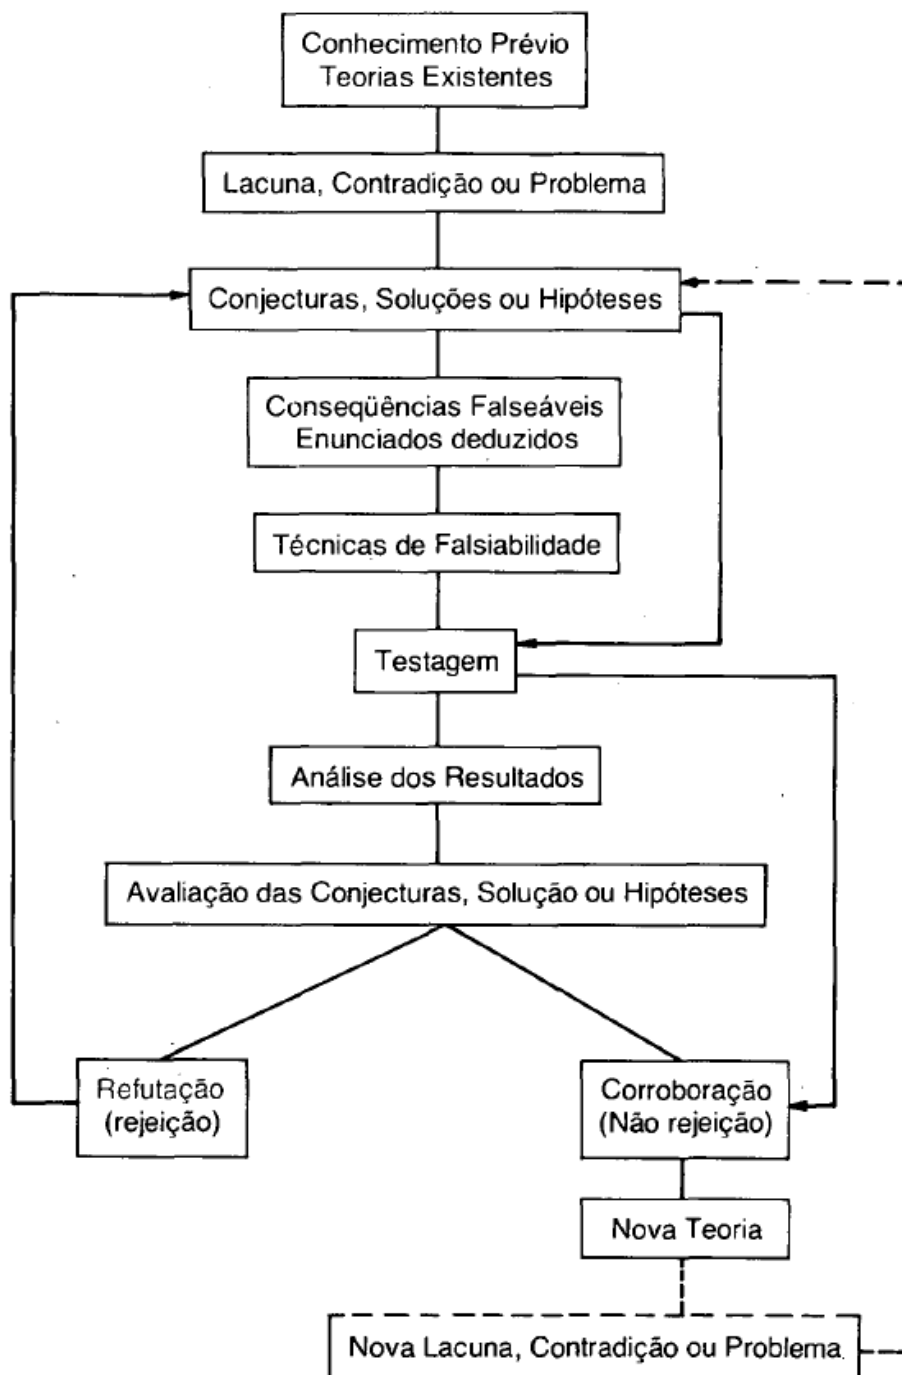 Conhecimento Prévio
Teorias Existentes
Lacuna, Contradição ou Problema
Conjecturas, Soluções ou Hipóteses
Conseqüências Falseáveis
Enunciados deduzidos
Técnicas de Falsiabilidade
Testagem
Análise dos Resultados
Avaliação das Conjecturas, Solução ou Hipóteses
Refutação
(rejeição)
Corroboração
(Não rejeição)
Nova Teoria
Nova Lacuna, Contradição ou Problema